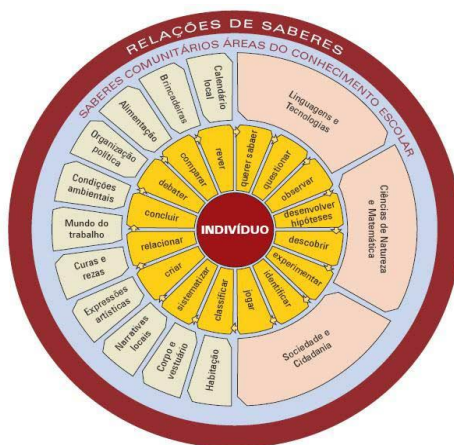 RELAÇÕES DE SABERES
SABERES COMUNITÁRIOS ÁREAS DO CONHECIMENTO ESCOLAR
Calendário
local
Brincadeiras
Alimentação
Organização
política
Condições
ambientais
Mundo do
trabalho
Curas e
rezas
Expressões
artísticas
Narrativas
locais
Corpo e
vestuário
Habitação
Linguagens e
Tecnologias
Ciências de Natureza
e Matemática
Sociedade e
Cidadania
querer sabaer
questionar
observar
desenvolver
hipóteses
descobrir
experimentar
identificar
jogar
classificar
sistematizar
criar
relacionar
concluir
debater
comparar
rever
INDIVÍDUO